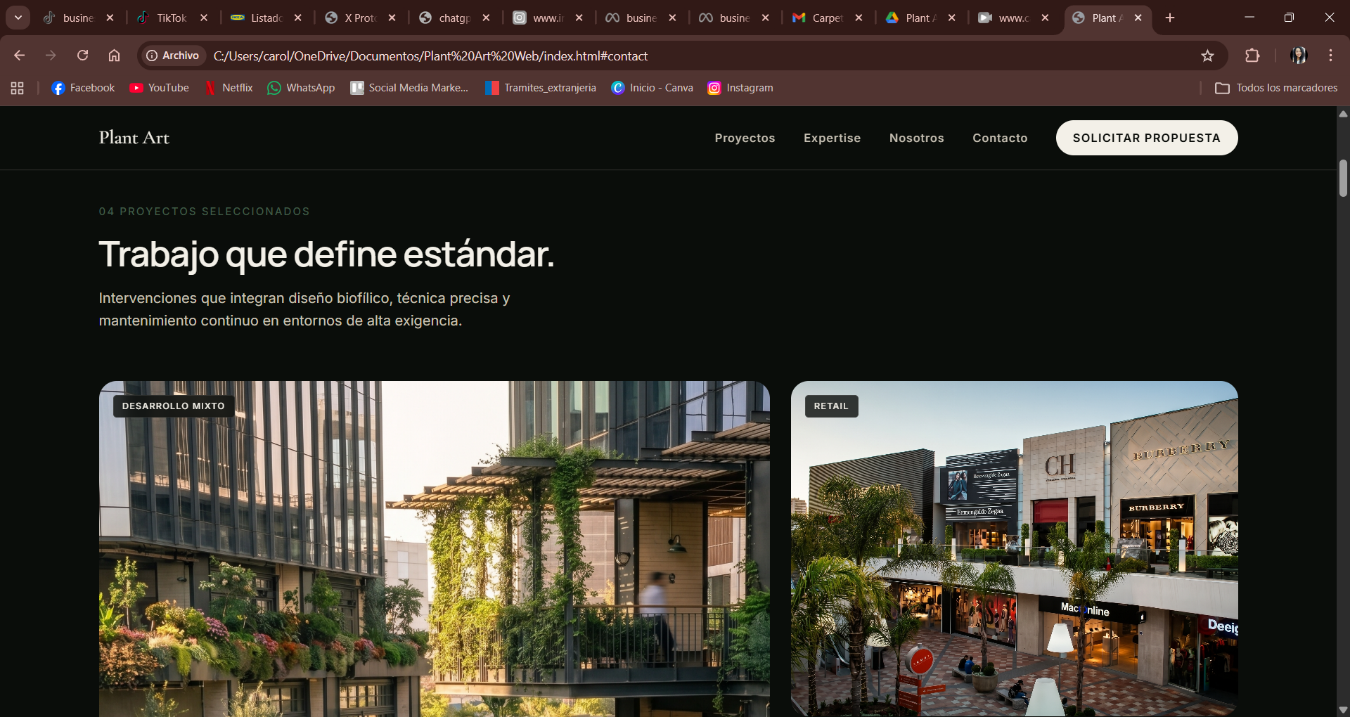 busine
TikTok
Listado
X Prot
chatgp
www.i
busine
busine
Carpet
Plant A
www.c
Plant A
Archivo
C:/Users/carol/OneDrive/Documentos/Plant%20Art%20Web/index.html#contact
Facebook
YouTube
Netflix
WhatsApp
Social Media Marke...
Tramites_extranjeria
Inicio - Canva
Instagram
Todos los marcadores
Plant Art
Proyectos
Expertise
Nosotros
Contacto
SOLICITAR PROPUESTA
04 PROYECTOS SELECCIONADOS
Trabajo que define estándar.
Intervenciones que integran diseño biofílico, técnica precisa y
mantenimiento continuo en entornos de alta exigencia.
DESARROLLO MIXTO
RETAIL
CH
BURBERRY
Ermenegildo Zegna
BURBERRY
MacOnline